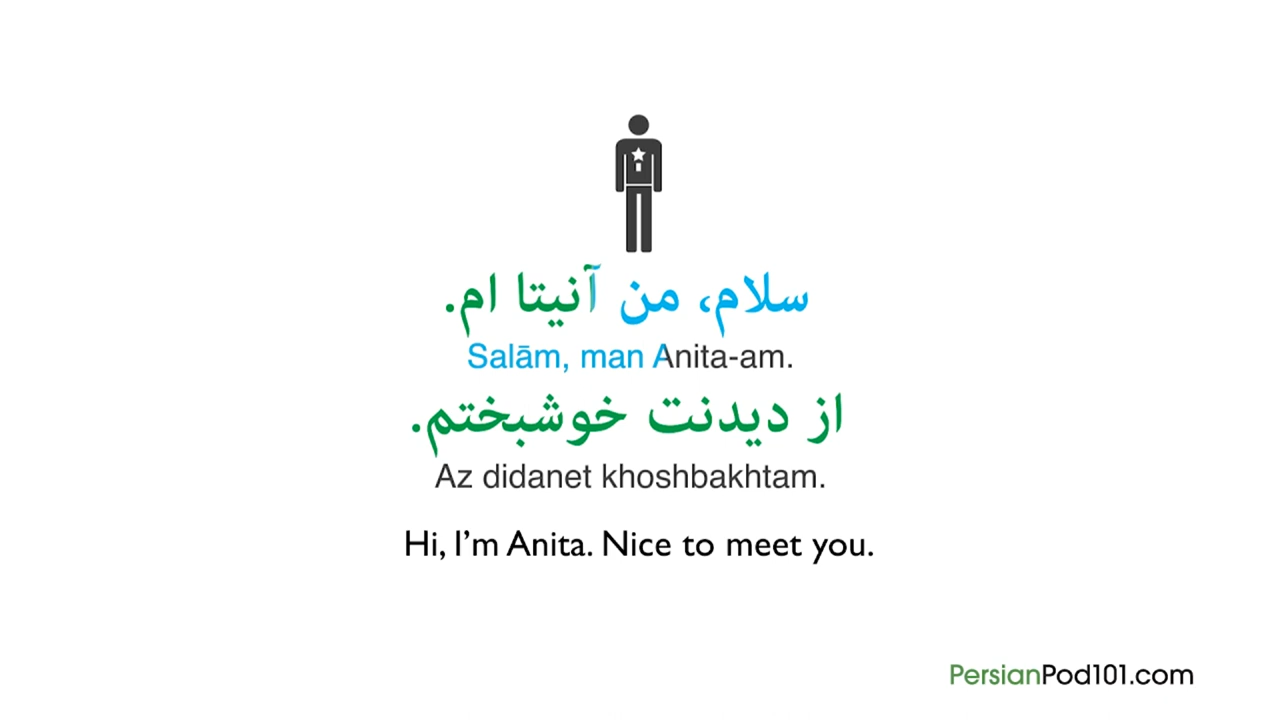 سلام، من آنیتا ام.
Salām, man Anita-am.
از دیدنت خوشبختم.
Az didanet khoshbakhtam.
Hi, I’m Anita. Nice to meet you.
PersianPod101.com